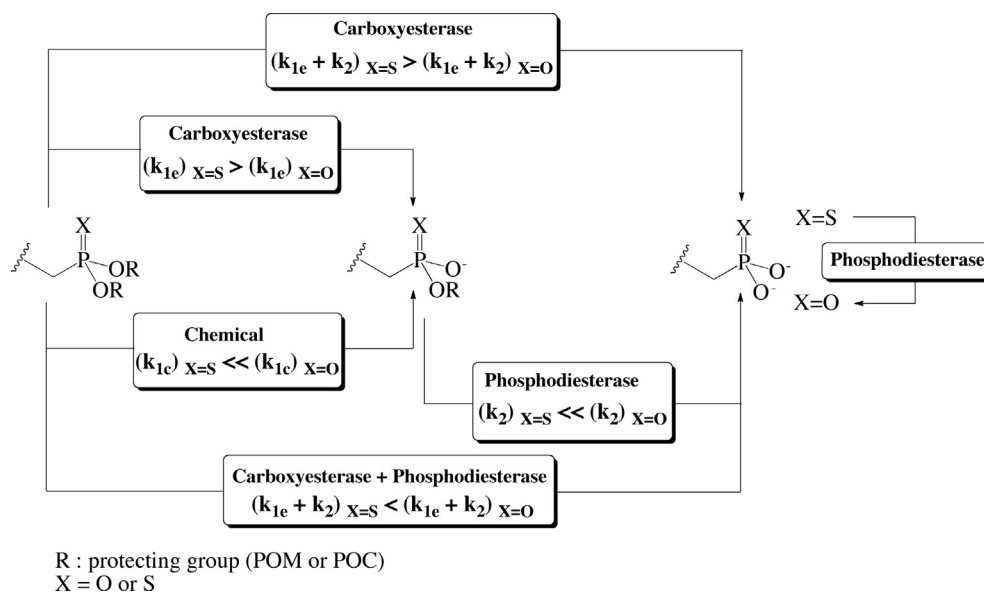 Carboxyesterase
(k1e + k2) X=S > (k1e + k2) X=O
Carboxyesterase
(k1e) X=S > (k1e) X=O
X
P
OR
OR
X
P
O-
OR
X
P
O-
O-
X=S
Phosphodiesterase
X=O
Chemical
(k1c) X=S << (k1c) X=O
Phosphodiesterase
(k2) X=S << (k2) X=O
Carboxyesterase + Phosphodiesterase
(k1e + k2) X=S < (k1e + k2) X=O
R : protecting group (POM or POC)
X = O or S